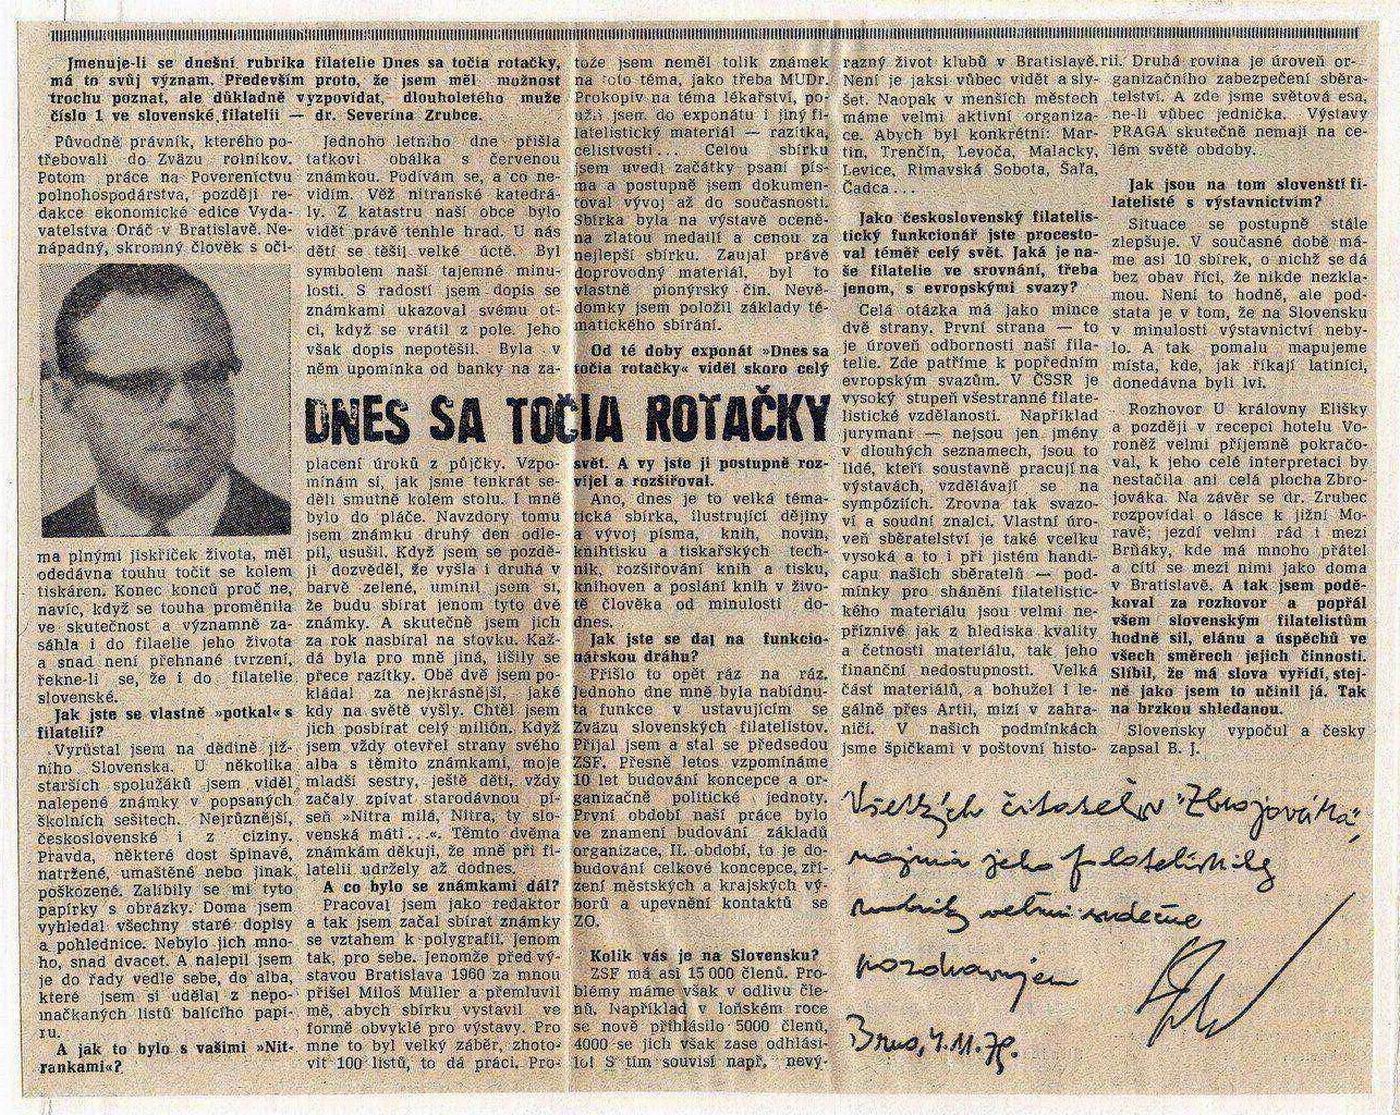 Jmenuje-li se dnešní rubrika filatelie Dnes sa točia rotačky,
má to svůj význam. Především proto, že jsem měl možnost
trochu poznat, ale důkladně vyzpovídat, dlouholetého muže
číslo 1 ve slovenské filatelii — dr. Severína Zrubce.
Původně právník, kterého po-
třebovali do Zväzu rolníkov.
Potom práce na Povereníctvu
polnohospodárstva, později re-
dakce ekonomické edice Vyda-
vatelstva Oráč v Bratislavě. Ne-
nápadný, skromný člověk s oči-
ma plnými jiskřiček života, měl
odedávna touhu točit se kolem
tiskáren. Konec konců proč ne,
navíc, když se touha proměnila
ve skutečnost a významně za-
sáhla i do filaelie jeho života
a snad není přehnané tvrzení,
řekne-li se, že i do filatelie
slovenské.
Jak jste se vlastně »potkal« s
filatelií?
Vyrůstal jsem na dědině již-
ního Slovenska. U několika
starších spolužáků jsem viděl
nalepené známky v popsaných
školních sešitech. Nejrůznější,
československé i z ciziny.
Pravda, některé dost špinavé,
natržené, umaštěné nebo jinak
poškozené. Zalíbily se mi tyto
papírky s obrázky. Doma jsem
vyhledal všechny staré dopisy
a pohlednice. Nebylo jich mno-
ho, snad dvacet. A nalepil jsem
je do řady vedle sebe, do alba,
které jsem si udělal z nepo-
mačkaných listů balícího papí-
ru.
A jak to bylo s vašimi »Nit-
rankami«?
Jednoho letního dne přišla
taťkovi obálka s červenou
známkou. Podívám se, a co ne-
vidím. Věž nitranské katedrá-
ly. Z katastru naší obce bylo
vidět právě tenhle hrad. U nás
dětí se těšil velké úctě. Byl
symbolem naší tajemné minu-
losti. S radostí jsem dopis se
známkami ukazoval svému ot-
ci, když se vrátil z pole. Jeho
však dopis nepotěšil. Byla v
něm upomínka od banky na za-
DNES SA TOČIA ROTAČKY
placení úroků z půjčky. Vzpo-
mínám si, jak jsme tenkrát se-
děli smutně kolem stolu. I mně
bylo do pláče. Navzdory tomu
jsem známku druhý den odle-
pil, usušil. Když jsem se pozdě-
ji dozvěděl, že vyšla i druhá v
barvě zelené, umínil jsem si,
že budu sbírat jenom tyto dvě
známky. A skutečně jsem jich
za rok nasbíral na stovku. Kaž-
dá byla pro mně jiná, lišily se
přece razítky. Obě dvě jsem po-
kládal za nejkrásnější, jaké
kdy na světě vyšly. Chtěl jsem
jich posbírat celý milión. Když
jsem vždy otevřel strany svého
alba s těmito známkami, moje
mladší sestry, ještě děti, vždy
začaly zpívat starodávnou pí-
seň »Nitra milá, Nitra, ty slo-
venská máti...«. Těmto dvěma
známkám děkuji, že mně při fi-
latelii udržely až dodnes.
A co bylo se známkami dál?
Pracoval jsem jako redaktor
a tak jsem začal sbírat známky
se vztahem k polygrafii. Jenom
tak, pro sebe. Jenomže před vý-
stavou Bratislava 1960 za mnou
přišel Miloš Müller a přemluvil
mě, abych sbírku vystavil ve
formě obvyklé pro výstavy. Pro
mne to byl velký záběr, zhoto-
vit 100 listů, to dá práci. Pro-
tože jsem neměl tolik známek
na toto téma, jako třeba MUDr.
Prokopiv na téma lékařství, po-
užil jsem do exponátu i jiný fi-
latelistický materiál — razítka,
celistvosti... Celou sbírku
jsem uvedl začátky psaní pís-
ma a postupně jsem dokumen-
toval vývoj až do současnosti.
Sbírka byla na výstavě oceně-
na zlatou medailí a cenou za
nejlepší sbírku. Zaujal právě
doprovodný materiál, byl to
vlastně pionýrský čin. Nevě-
domky jsem položil základy té-
matického sbírání.
Od té doby exponát »Dnes sa
točia rotačky« viděl skoro celý
svět. A vy jste ji postupně roz-
víjel a rozšiřoval.
Ano, dnes je to velká téma-
tická sbírka, ilustrující dějiny
a vývoj písma, knih, novin,
knihtisku a tiskařských tech-
nik, rozšiřování knih a tisku,
knihoven a poslání knih v živo-
tě člověka od minulosti do-
dnes.
Jak jste se dal na funkcio-
nářskou dráhu?
Přišlo to opět ráz na ráz.
Jednoho dne mně byla nabídnu-
ta funkce v ustavujícím se
Zväzu slovenských filatelistov.
Přijal jsem a stal se předsedou
ZSF. Přesně letos vzpomínáme
10 let budování koncepce a or-
ganizačně politické jednoty.
První období naší práce bylo
ve znamení budování základů
organizace, II. období, to je do-
budování celkové koncepce, zří-
zení městských a krajských vý-
borů a upevnění kontaktů se
ZO.
Kolik vás je na Slovensku?
ZSF má asi 15 000 členů. Pro-
blémy máme však v odlivu čle-
nů. Například v loňském roce
se nově přihlásilo 5000 členů,
4000 se jich však zase odhlási-
lo! S tím souvisí např. nevý-
razný život klubů v Bratislavě.
Není je jaksi vůbec vidět a sly-
šet. Naopak v menších městech
máme velmi aktivní organiza-
ce. Abych byl konkrétní: Mar-
tin, Trenčín, Levoča, Malacky,
Levice, Rimavská Sobota, Šaľa,
Čadca...
Jako československý filatelis-
tický funkcionář jste procesto-
val téměř celý svět. Jaká je na-
še filatelie ve srovnání, třeba
jenom, s evropskými svazy?
Celá otázka má jako mince
dvě strany. První strana — to
je úroveň odbornosti naší fila-
telie. Zde patříme k popředním
evropským svazům. V ČSSR je
vysoký stupeň všestranné filate-
listické vzdělanosti. Například
jurymani — nejsou jen jmény
v dlouhých seznamech, jsou to
lidé, kteří soustavně pracují na
výstavách, vzdělávají se na
sympóziích. Zrovna tak svazo-
ví a soudní znalci. Vlastní úro-
veň sběratelství je také vcelku
vysoká a to i při jistém handi-
capu našich sběratelů — pod-
mínky pro shánění filatelistic-
kého materiálu jsou velmi ne-
příznivé jak z hlediska kvality
a četnosti materiálu, tak jeho
finanční nedostupnosti. Velká
část materiálů, a bohužel i le-
gálně přes Artii, mizí v zahra-
ničí. V našich podmínkách
jsme špičkami v poštovní histo-
rii. Druhá rovina je úroveň or-
ganizačního zabezpečení sběra-
telství. A zde jsme světová esa,
ne-li vůbec jednička. Výstavy
PRAGA skutečně nemají na ce-
lém světě obdoby.
Jak jsou na tom slovenští fi-
latelisté s výstavnictvím?
Situace se postupně stále
zlepšuje. V současné době má-
me asi 10 sbírek, o nichž se dá
bez obav říci, že nikde nezkla-
mou. Není to hodně, ale pod-
stata je v tom, že na Slovensku
v minulosti výstavnictví neby-
lo. A tak pomalu mapujeme
místa, kde, jak říkají latiníci,
donedávna byli lvi.
Rozhovor U královny Elišky
a později v recepci hotelu Vo-
roněž velmi příjemně pokračo-
val, k jeho celé interpretaci by
nestačila ani celá plocha Zbro-
jováka. Na závěr se dr. Zrubec
rozpovídal o lásce k jižní Mo-
ravě; jezdí velmi rád i mezi
Brňáky, kde má mnoho přátel
a cítí se mezi nimi jako doma
v Bratislavě. A tak jsem podě-
koval za rozhovor a popřál
všem slovenským filatelistům
hodně sil, elánu a úspěchů ve
všech směrech jejich činnosti.
Slíbil, že má slova vyřídí, stej-
ně jako jsem to učinil já. Tak
na brzkou shledanou.
Slovensky vypočul a česky
zapsal B. J.
Všetkých čitateľov "Zbrojováka",
najmä jeho filatelistickej
rubriky veľmi srdečne
pozdravujem
Brno, 4.11.79.